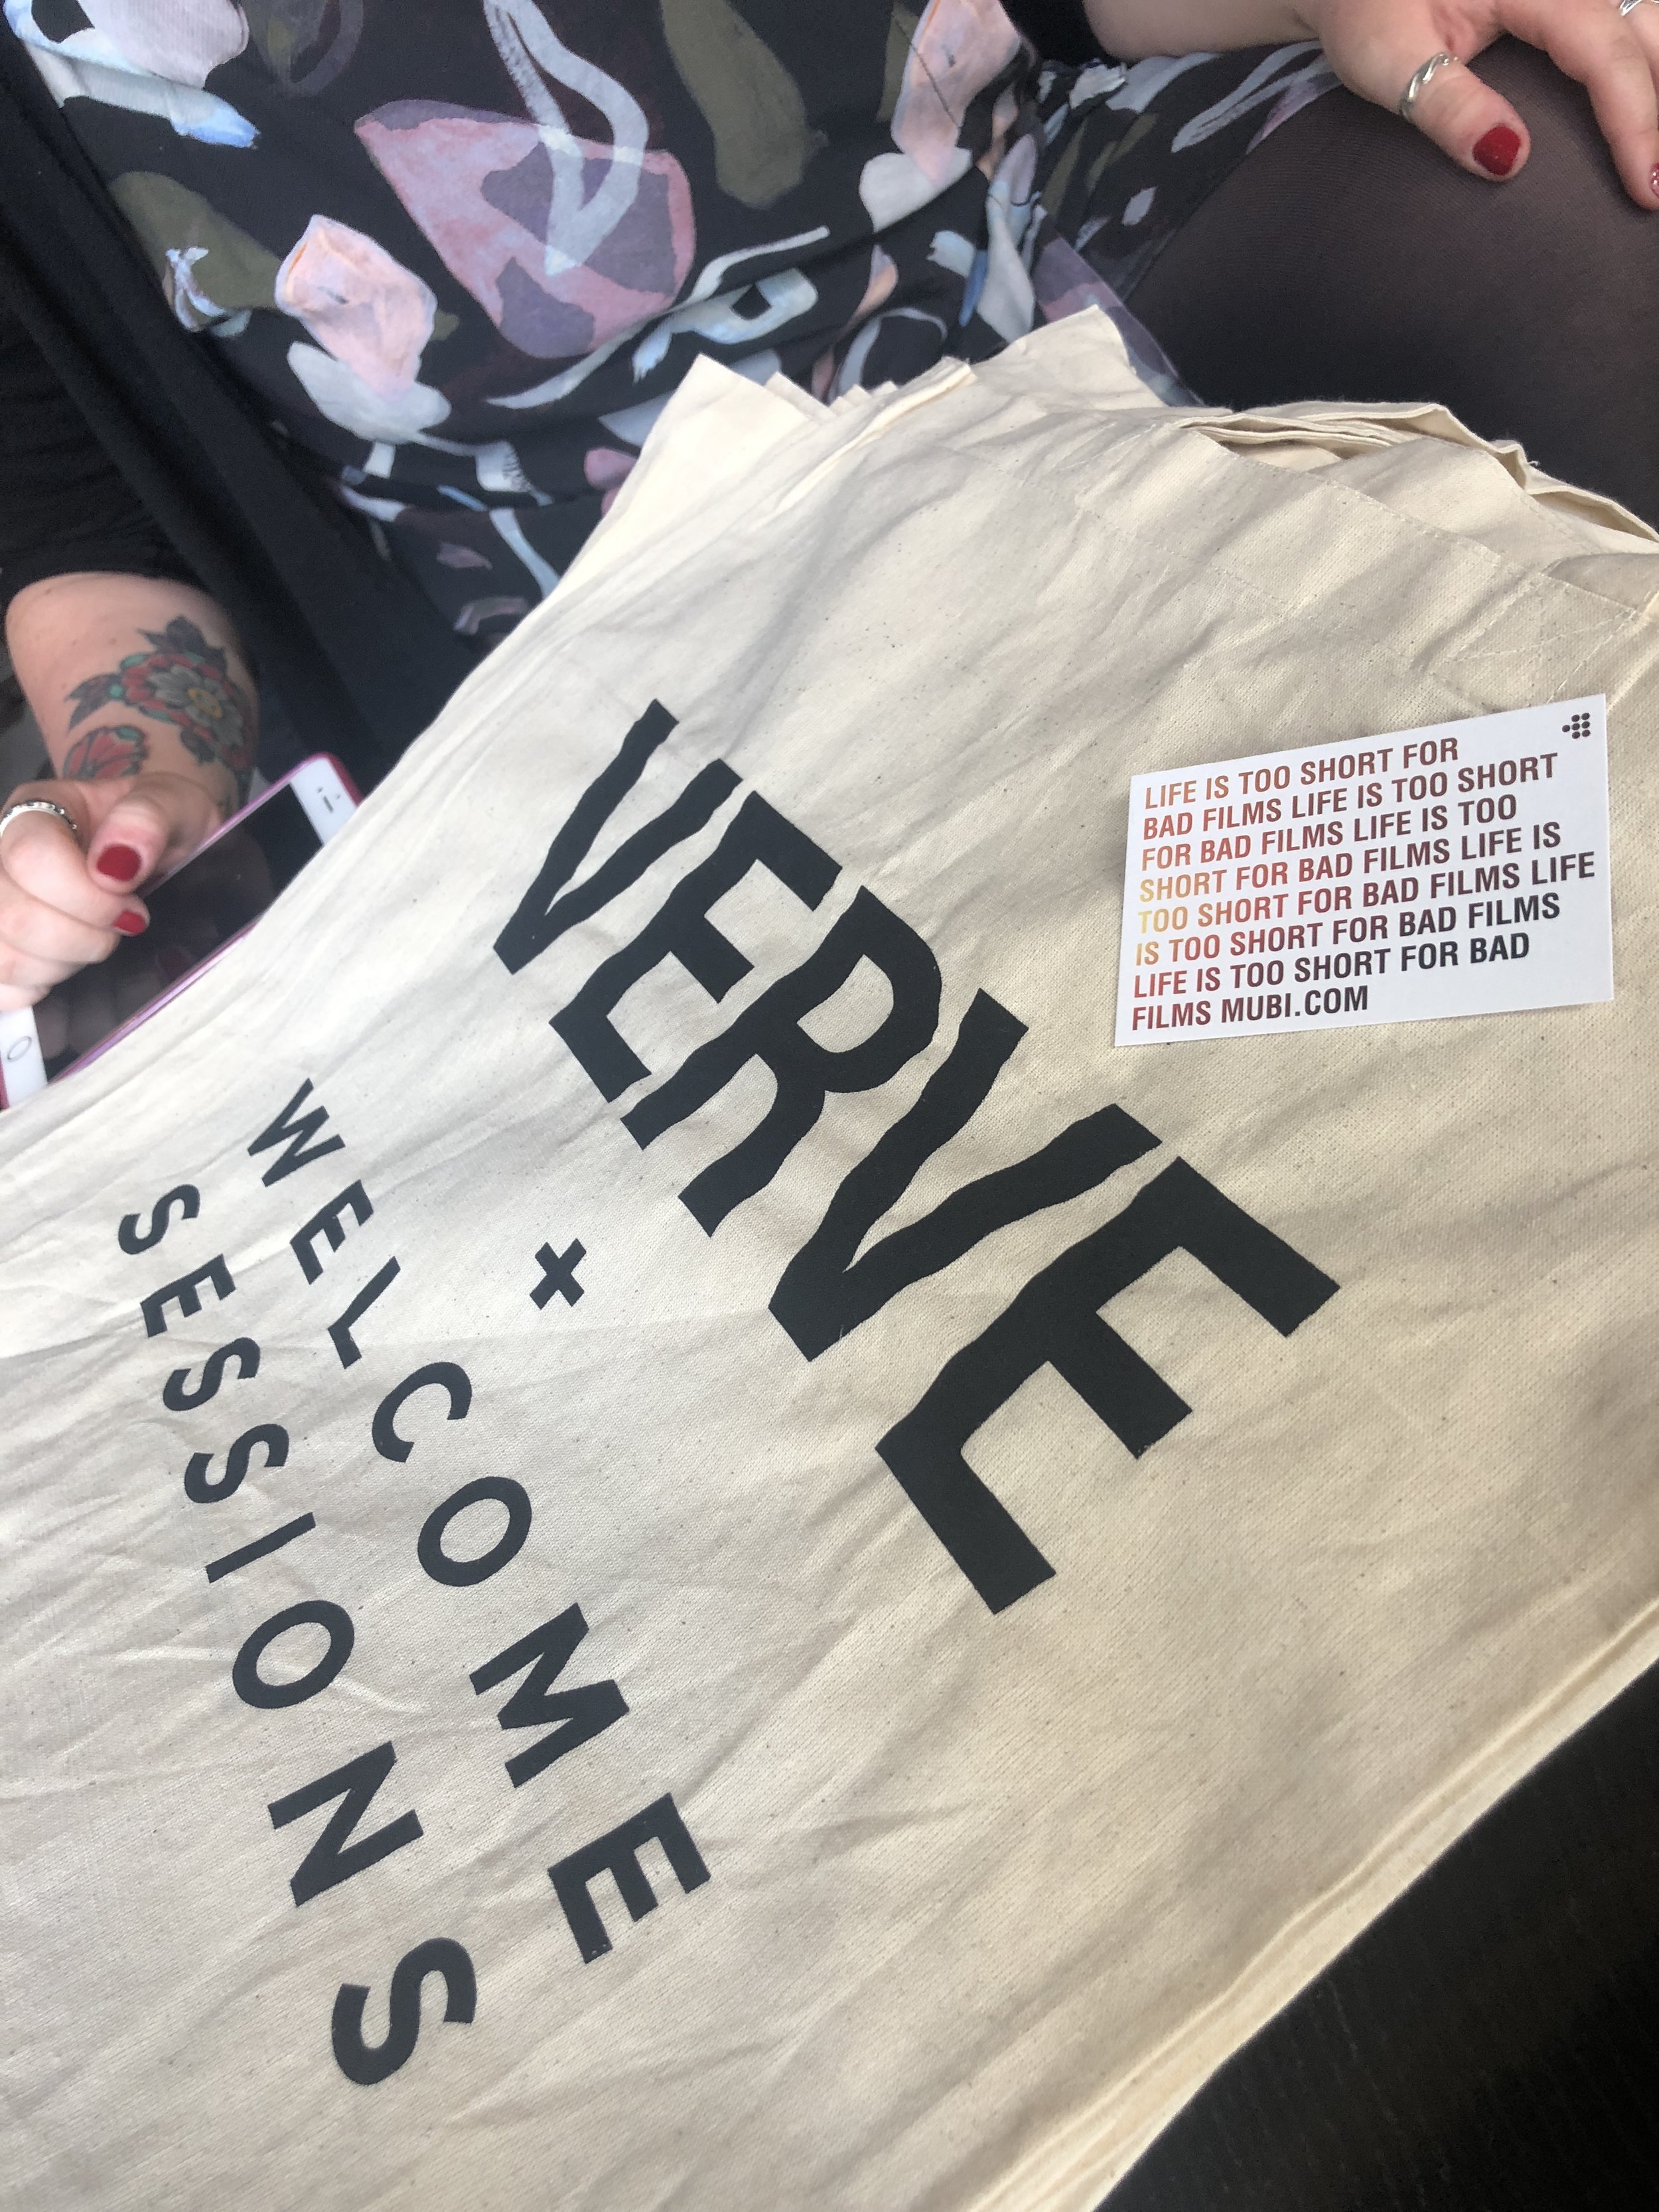 VERVE
+
WELCOME
SESSIONS
LIFE IS TOO SHORT FOR
BAD FILMS LIFE IS TOO SHORT
FOR BAD FILMS LIFE IS TOO
SHORT FOR BAD FILMS LIFE IS
TOO SHORT FOR BAD FILMS LIFE
IS TOO SHORT FOR BAD FILMS
LIFE IS TOO SHORT FOR BAD
FILMS MUBI.COM